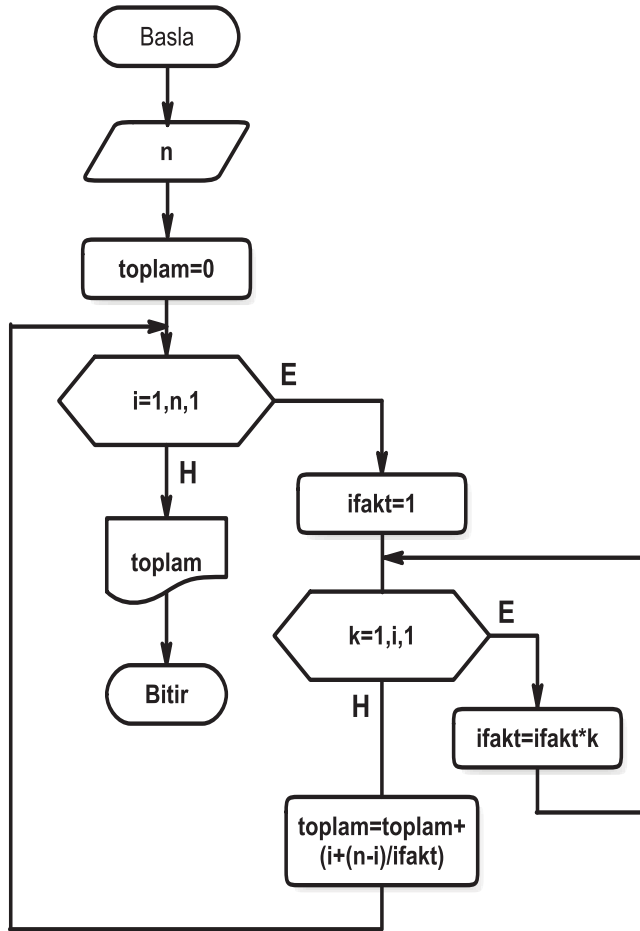 Basla
n
toplam=0
i=1,n,1
E
H
ifakt=1
toplam
k=1,i,1
E
H
Bitir
ifakt=ifakt*k
toplam=toplam+
(i+(n-i)/ifakt)